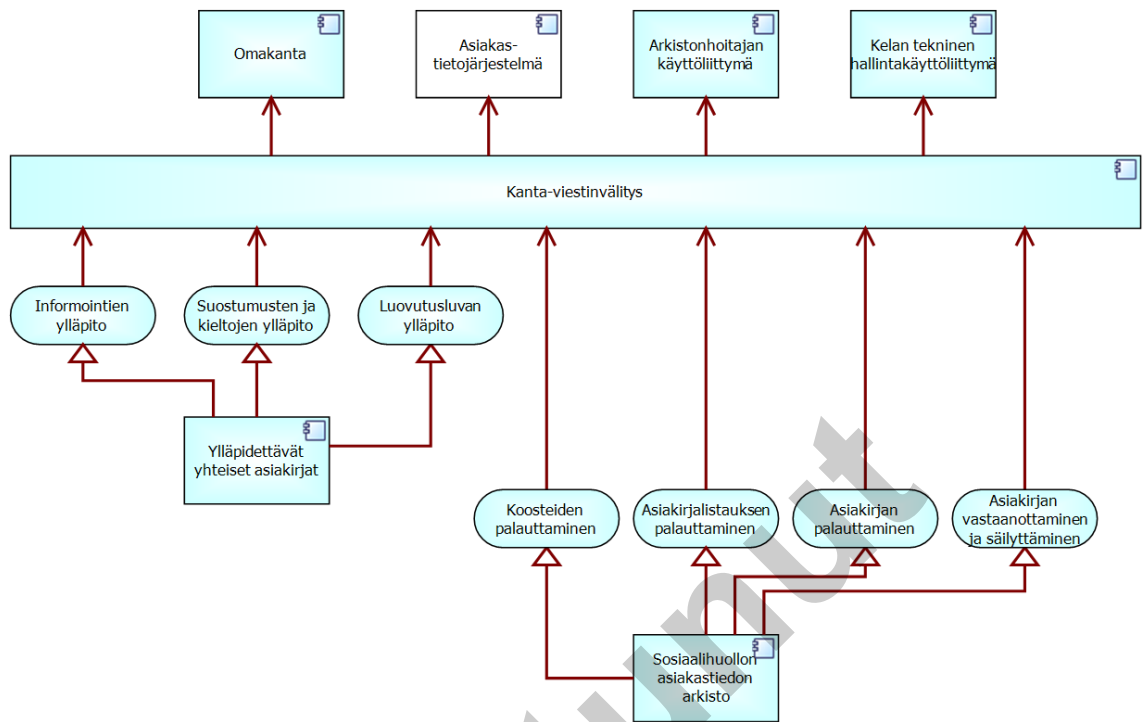 Omakanta
Asiakas-
tietojärjestelmä
Arkistonhoitajan
käyttöliittymä
Kelan tekninen
hallintakäyttöliittymä
Kanta-viestinvälitys
Informointien
ylläpito
Suostumusten ja
kieltojen ylläpito
Luovutusluvan
ylläpito
Ylläpidettävät
yhteiset asiakirjat
Koosteiden
palauttaminen
Asiakirjalistauksen
palauttaminen
Asiakirjan
palauttaminen
Asiakirjan
vastaanottaminen
ja säilyttäminen
Sosiaalihuollon
asiakastiedon
arkisto